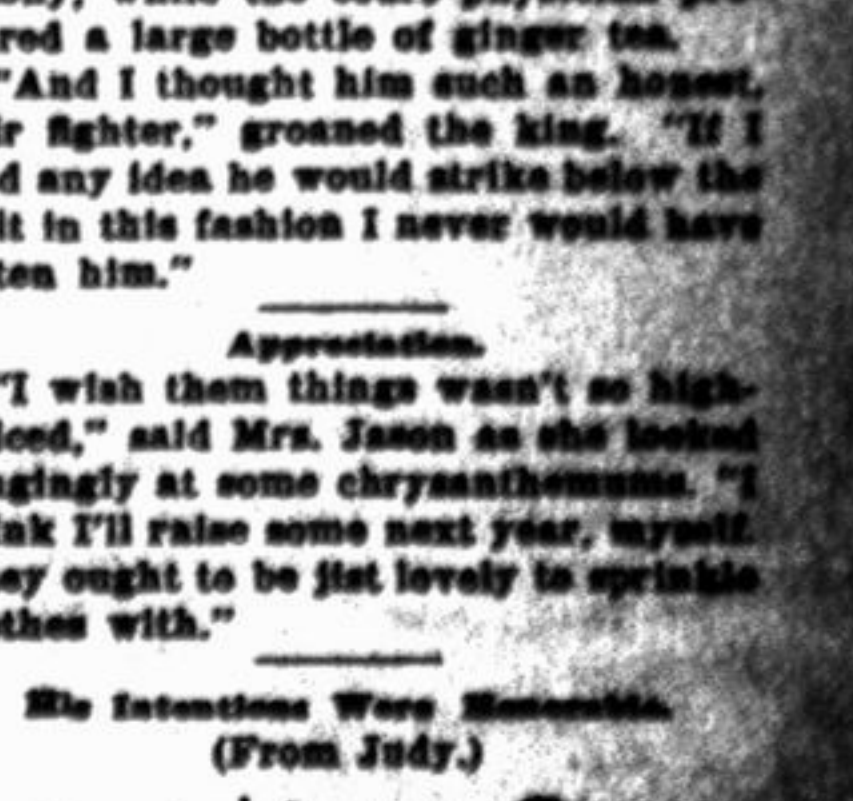 red a large bottle of ginger tea.
"And I thought him such an honest,
ir fighter," groaned the king. "If I
d any idea he would strike below the
lt in this fashion I never would have
ten him."
Appreciation.
"I wish them things wasn't so high-
iced," said Mrs. Jason as she looked
ngingly at some chrysanthemums. "I
ink I'll raise some next year, myself.
ey ought to be jist lovely to sprinkle
thes with."
His Intentions Were Honorable.
(From Judy.)